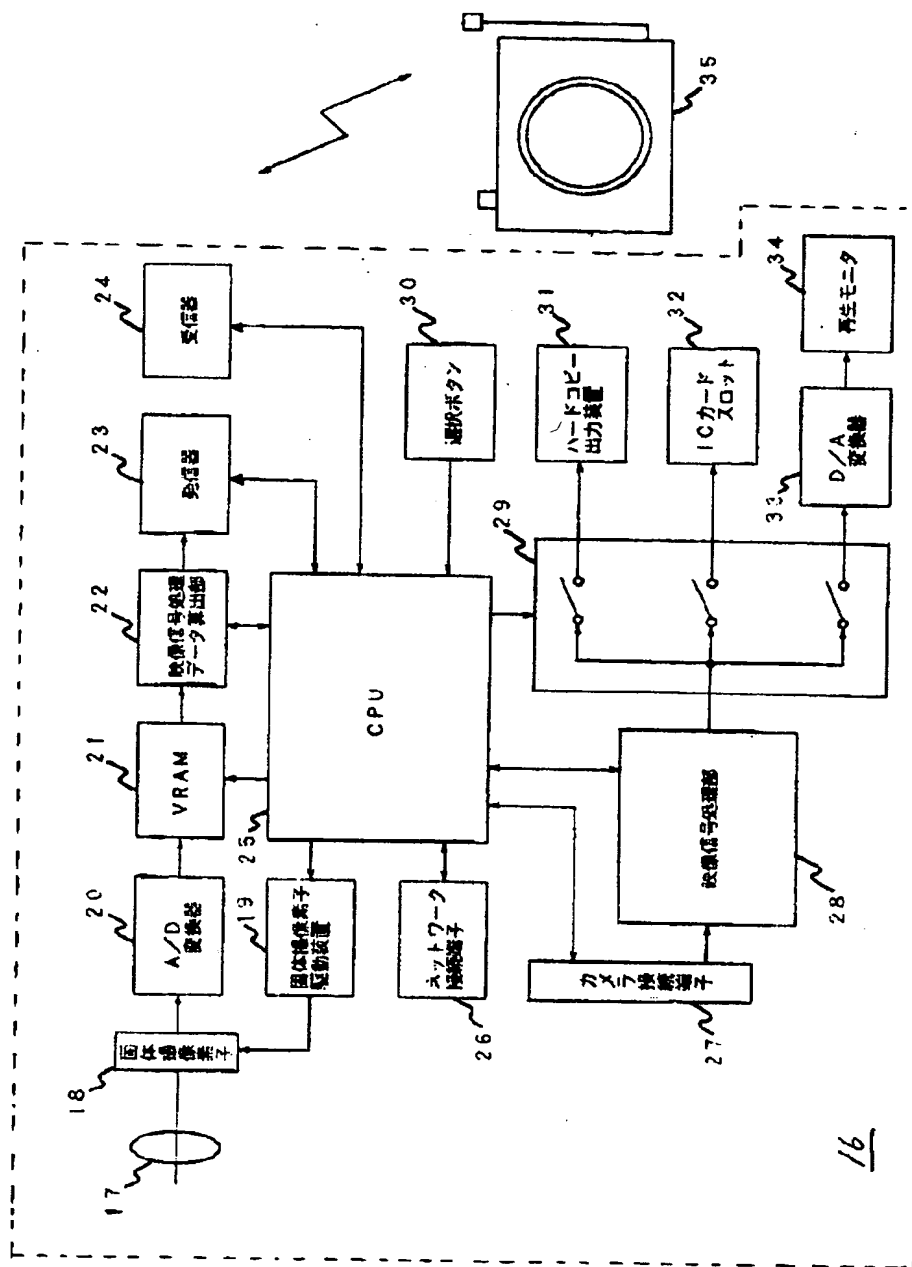 17
18
固体撮像素子
20
A/D
変換器
21
VRAM
22
映像信号処理
データ算出部
23
発信器
24
受信器
19
固体撮像素子
駆動装置
25
CPU
26
ネットワーク
接続端子
30
選択ボタン
27
カメラ接続端子
28
映像信号処理部
29
31
ハードコピー
出力装置
32
ICカード
スロット
33
D/A
変換器
34
再生モニタ
35
16